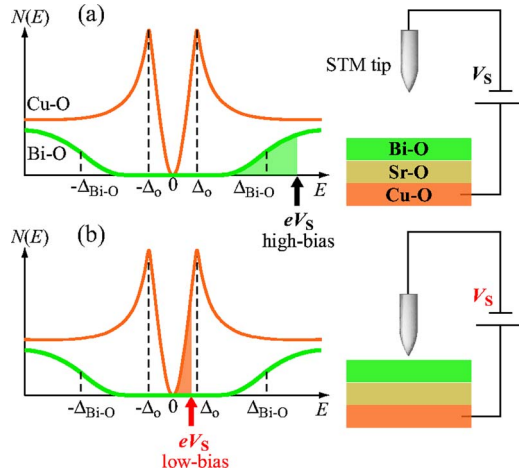 N(E)
(a)
Cu-O
Bi-O
-Δ_Bi-O
-Δ_o
0
Δ_o
Δ_Bi-O
E
eV_S
high-bias
STM tip
V_S
Bi-O
Sr-O
Cu-O
N(E)
(b)
-Δ_Bi-O
-Δ_o
0
Δ_o
Δ_Bi-O
E
eV_S
low-bias
V_S